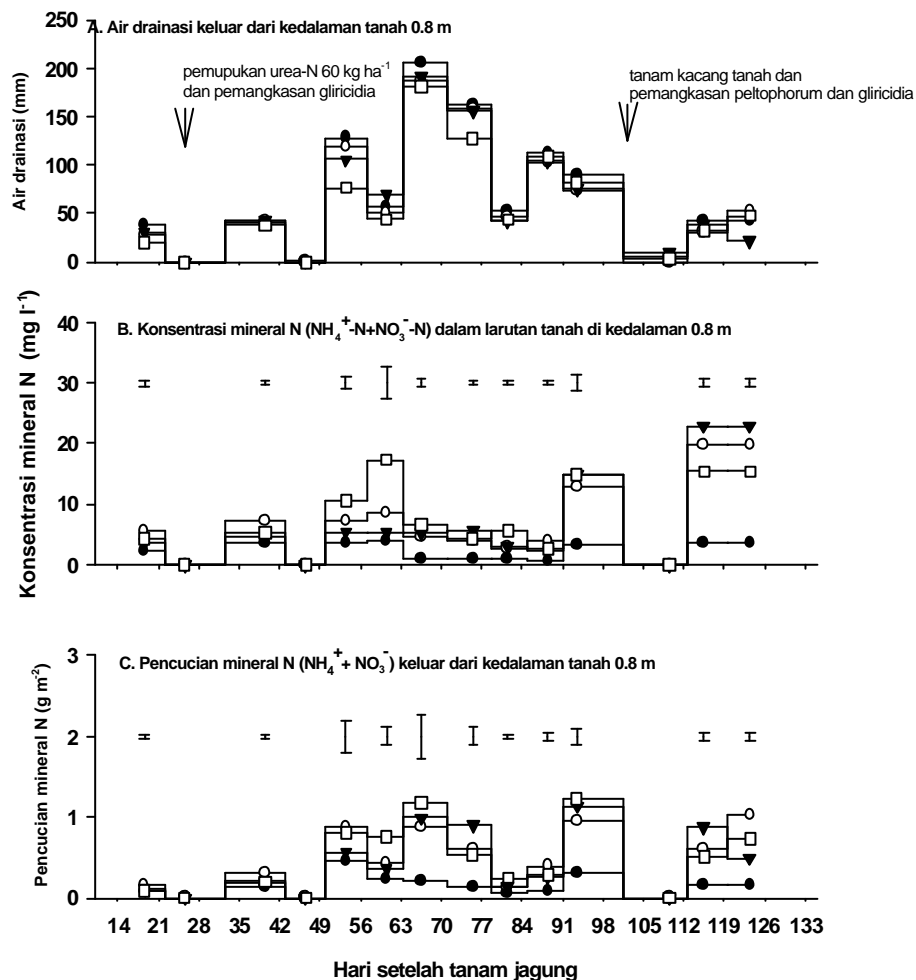 A. Air drainasi keluar dari kedalaman tanah 0.8 m
pemupukan urea-N 60 kg ha⁻¹
dan pemangkasan gliricidia
tanam kacang tanah dan
pemangkasan peltophorum dan gliricidia
Air drainasi (mm)
250
200
150
100
50
0
B. Konsentrasi mineral N (NH₄⁺-N+NO₃⁻-N) dalam larutan tanah di kedalaman 0.8 m
Konsentrasi mineral N (mg l⁻¹)
40
30
20
10
0
C. Pencucian mineral N (NH₄⁺+ NO₃⁻) keluar dari kedalaman tanah 0.8 m
Pencucian mineral N (g m⁻²)
3
2
1
0
14 21 28 35 42 49 56 63 70 77 84 91 98 105 112 119 126 133
Hari setelah tanam jagung